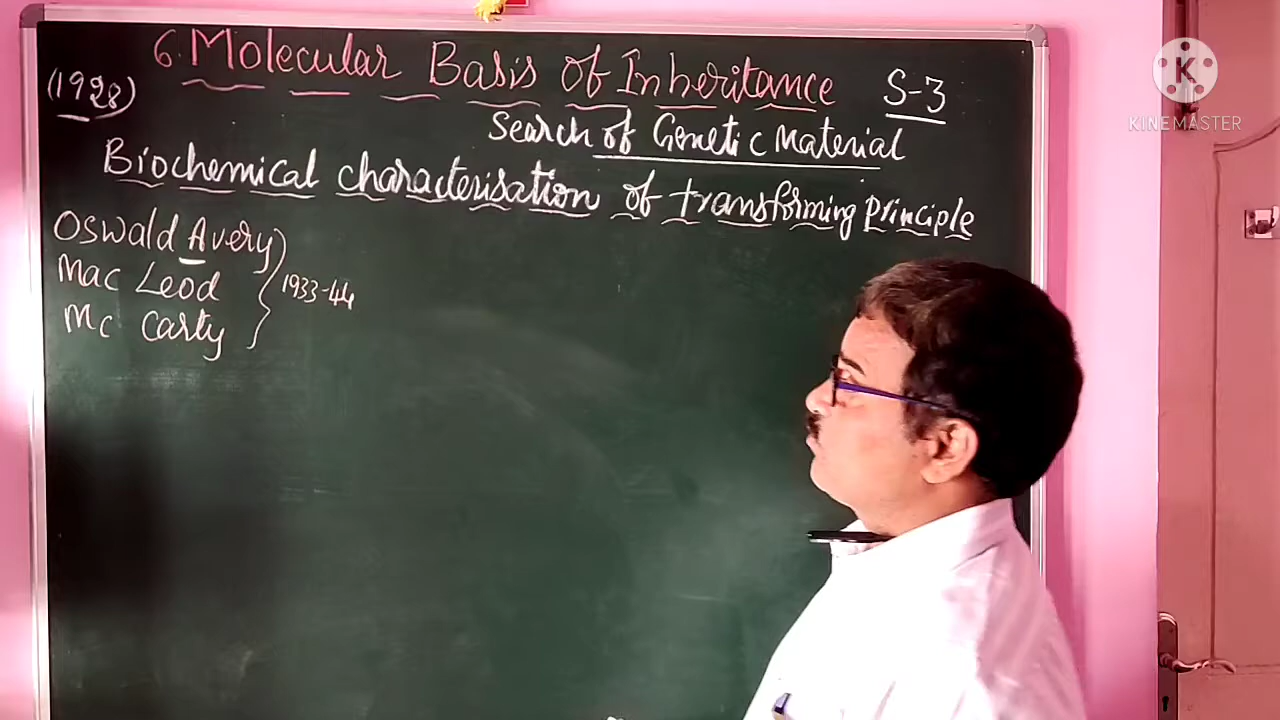 6. Molecular Basis of Inheritance S-3
(1928)
Search of Genetic Material
Biochemical characterisation of transforming Principle
Oswald Avery
Mac Leod
Mc Carty
1933-44
K
KINEMASTER